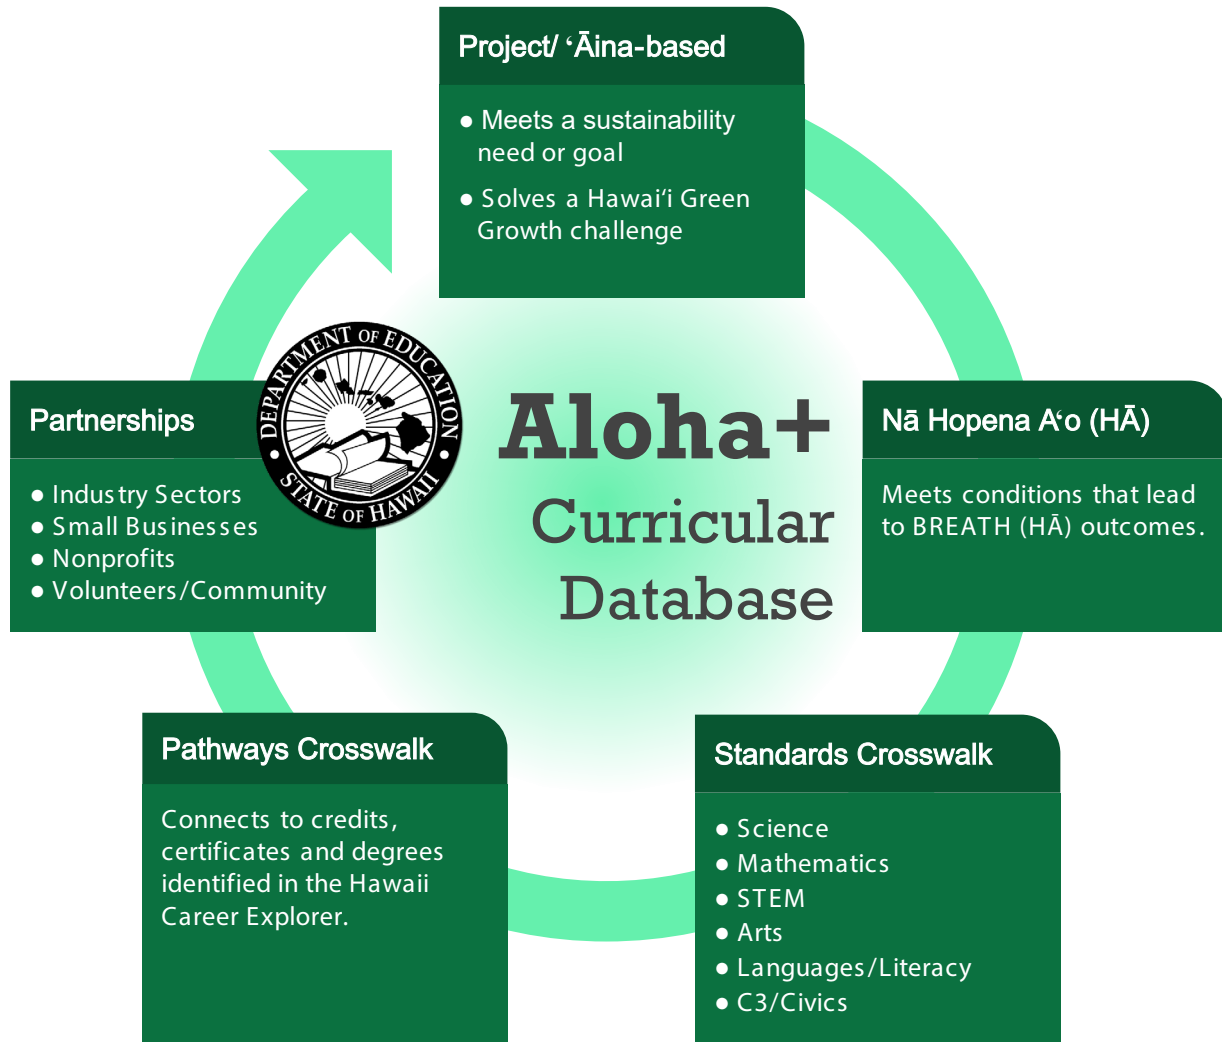 Project/ ʻĀina-based
● Meets a sustainability
need or goal
● Solves a Hawaiʻi Green
Growth challenge
Partnerships
● Industry Sectors
● Small Businesses
● Nonprofits
● Volunteers/Community
DEPARTMENT OF EDUCATION
• STATE OF HAWAII •
Aloha+
Curricular
Database
Nā Hopena Aʻo (HĀ)
Meets conditions that lead
to BREATH (HĀ) outcomes.
Pathways Crosswalk
Connects to credits,
certificates and degrees
identified in the Hawaii
Career Explorer.
Standards Crosswalk
● Science
● Mathematics
● STEM
● Arts
● Languages/Literacy
● C3/Civics